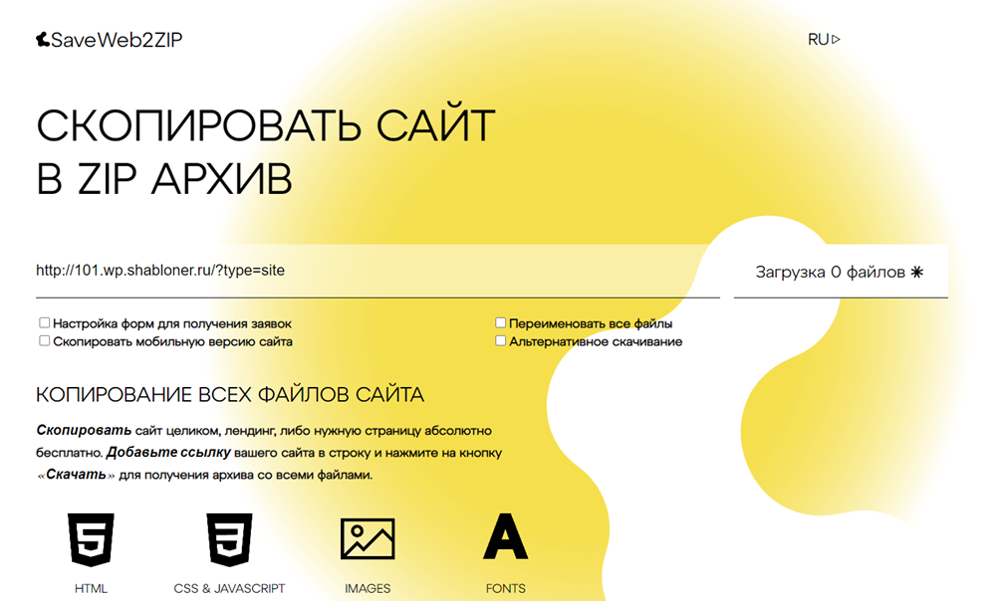 SaveWeb2ZIP
RU
СКОПИРОВАТЬ САЙТ
В ZIP АРХИВ
http://101.wp.shabloner.ru/?type=site
Загрузка 0 файлов
Настройка форм для получения заявок
Переименовать все файлы
Скопировать мобильную версию сайта
Альтернативное скачивание
КОПИРОВАНИЕ ВСЕХ ФАЙЛОВ САЙТА
Скопировать сайт целиком, лендинг, либо нужную страницу абсолютно
бесплатно. Добавьте ссылку вашего сайта в строку и нажмите на кнопку
«Скачать» для получения архива со всеми файлами.
HTML
CSS & JAVASCRIPT
IMAGES
FONTS